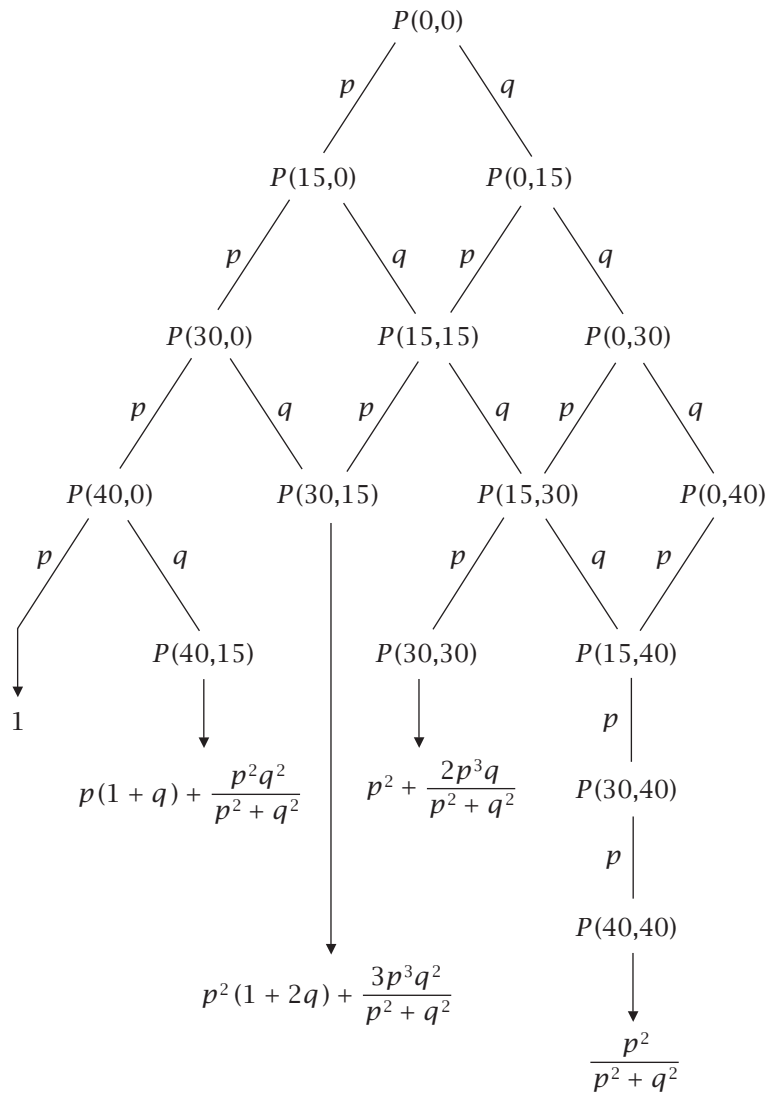 P(0,0)
p q
P(15,0) P(0,15)
p q p q
P(30,0) P(15,15) P(0,30)
p q p q p q
P(40,0) P(30,15) P(15,30) P(0,40)
p q p q p
P(40,15) P(30,30) P(15,40)
1
p
p(1 + q) + p²q² / (p² + q²)
p² + 2p³q / (p² + q²)
P(30,40)
p
P(40,40)
p²(1 + 2q) + 3p³q² / (p² + q²)
p² / (p² + q²)